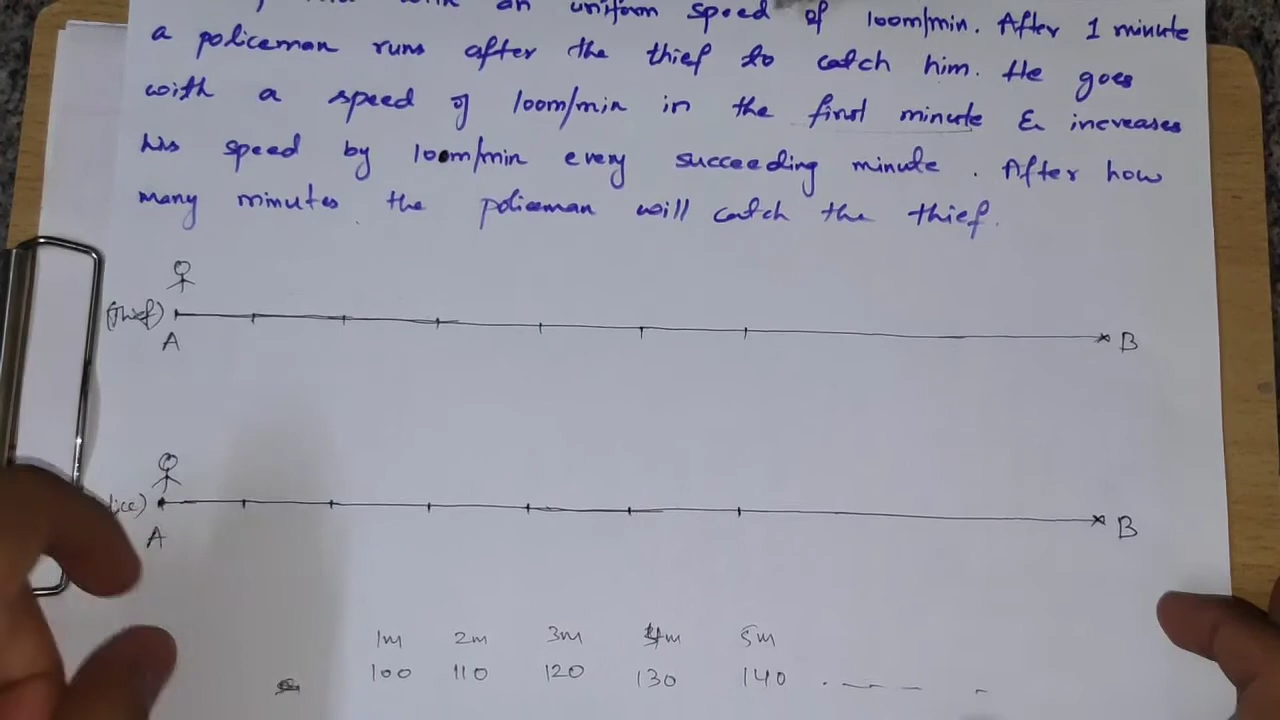 an uniform speed of 100m/min. After 1 minute
a policeman runs after the thief to catch him. He goes
with a speed of 100m/min in the first minute & increases
his speed by 10m/min every succeeding minute. After how
many minutes the policeman will catch the thief.
(Thief)
A
B
A
B
1m 2m 3m 4m 5m
100 110 120 130 140